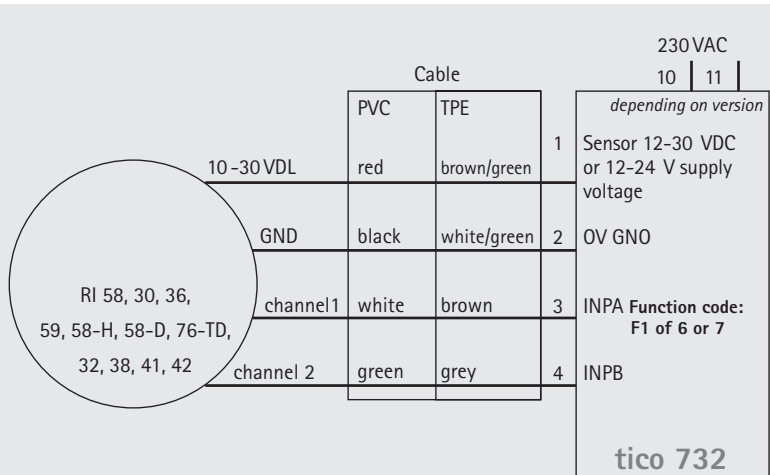 230 VAC
10 11
depending on version
Cable
PVC TPE
1 Sensor 12-30 VDC
or 12-24 V supply
voltage
10 -30 VDL red brown/green
GND black white/green 2 OV GNO
channel1 white brown 3 INPA Function code:
F1 of 6 or 7
channel 2 green grey 4 INPB
RI 58, 30, 36,
59, 58-H, 58-D, 76-TD,
32, 38, 41, 42
tico 732